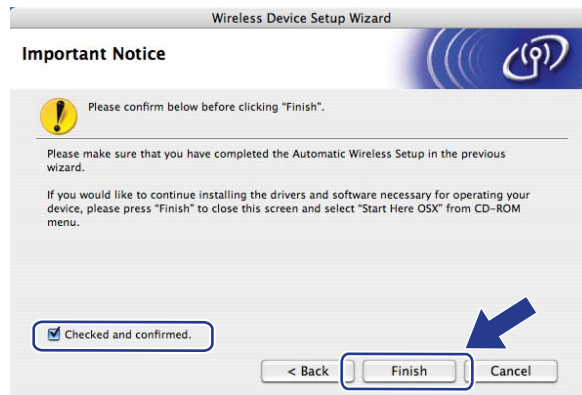 Wireless Device Setup Wizard
Important Notice
Please confirm below before clicking "Finish".
Please make sure that you have completed the Automatic Wireless Setup in the previous
wizard.
If you would like to continue installing the drivers and software necessary for operating your
device, please press "Finish" to close this screen and select "Start Here OSX" from CD-ROM
menu.
Checked and confirmed.
< Back Finish Cancel